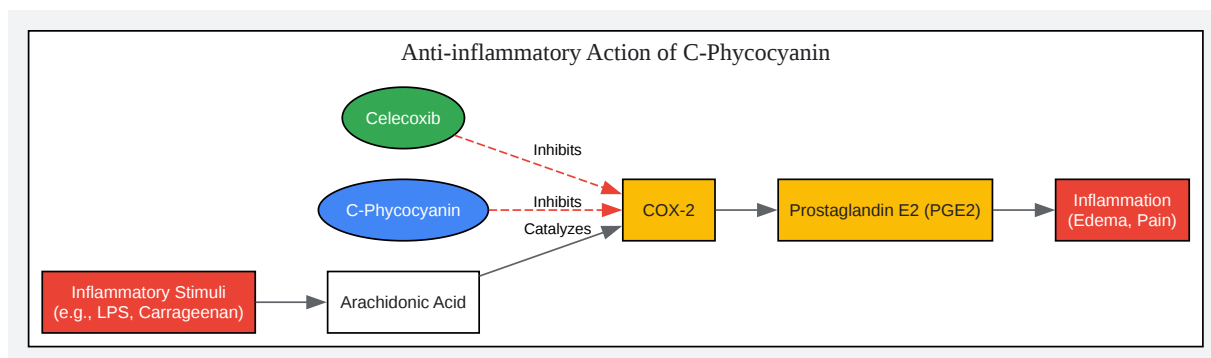 Anti-inflammatory Action of C-Phycocyanin
Celecoxib
Inhibits
C-Phycocyanin
Inhibits
COX-2
Prostaglandin E2 (PGE2)
Inflammation
(Edema, Pain)
Catalyzes
Inflammatory Stimuli
(e.g., LPS, Carrageenan)
Arachidonic Acid